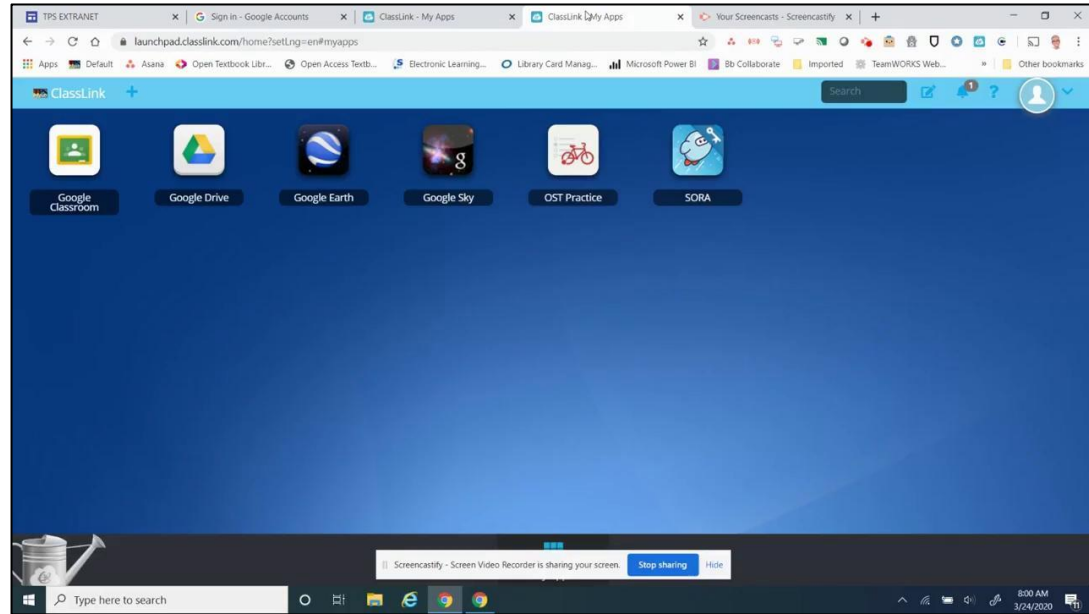 TPS EXTRANET
Sign in - Google Accounts
ClassLink - My Apps
ClassLink My Apps
Your Screencasts - Screencastify
launchpad.classlink.com/home?setLng=en#myapps
Apps Default Asana Open Textbook Libr... Open Access Textb... Electronic Learning... Library Card Manag... Microsoft Power BI Bb Collaborate Imported TeamWORKS Web... » Other bookmarks
ClassLink + Search 1 ?
g
Google
Classroom
Google Drive
Google Earth
Google Sky
OST Practice
SORA
Screencastify - Screen Video Recorder is sharing your screen. Stop sharing Hide
Type here to search
8:00 AM
3/24/2020